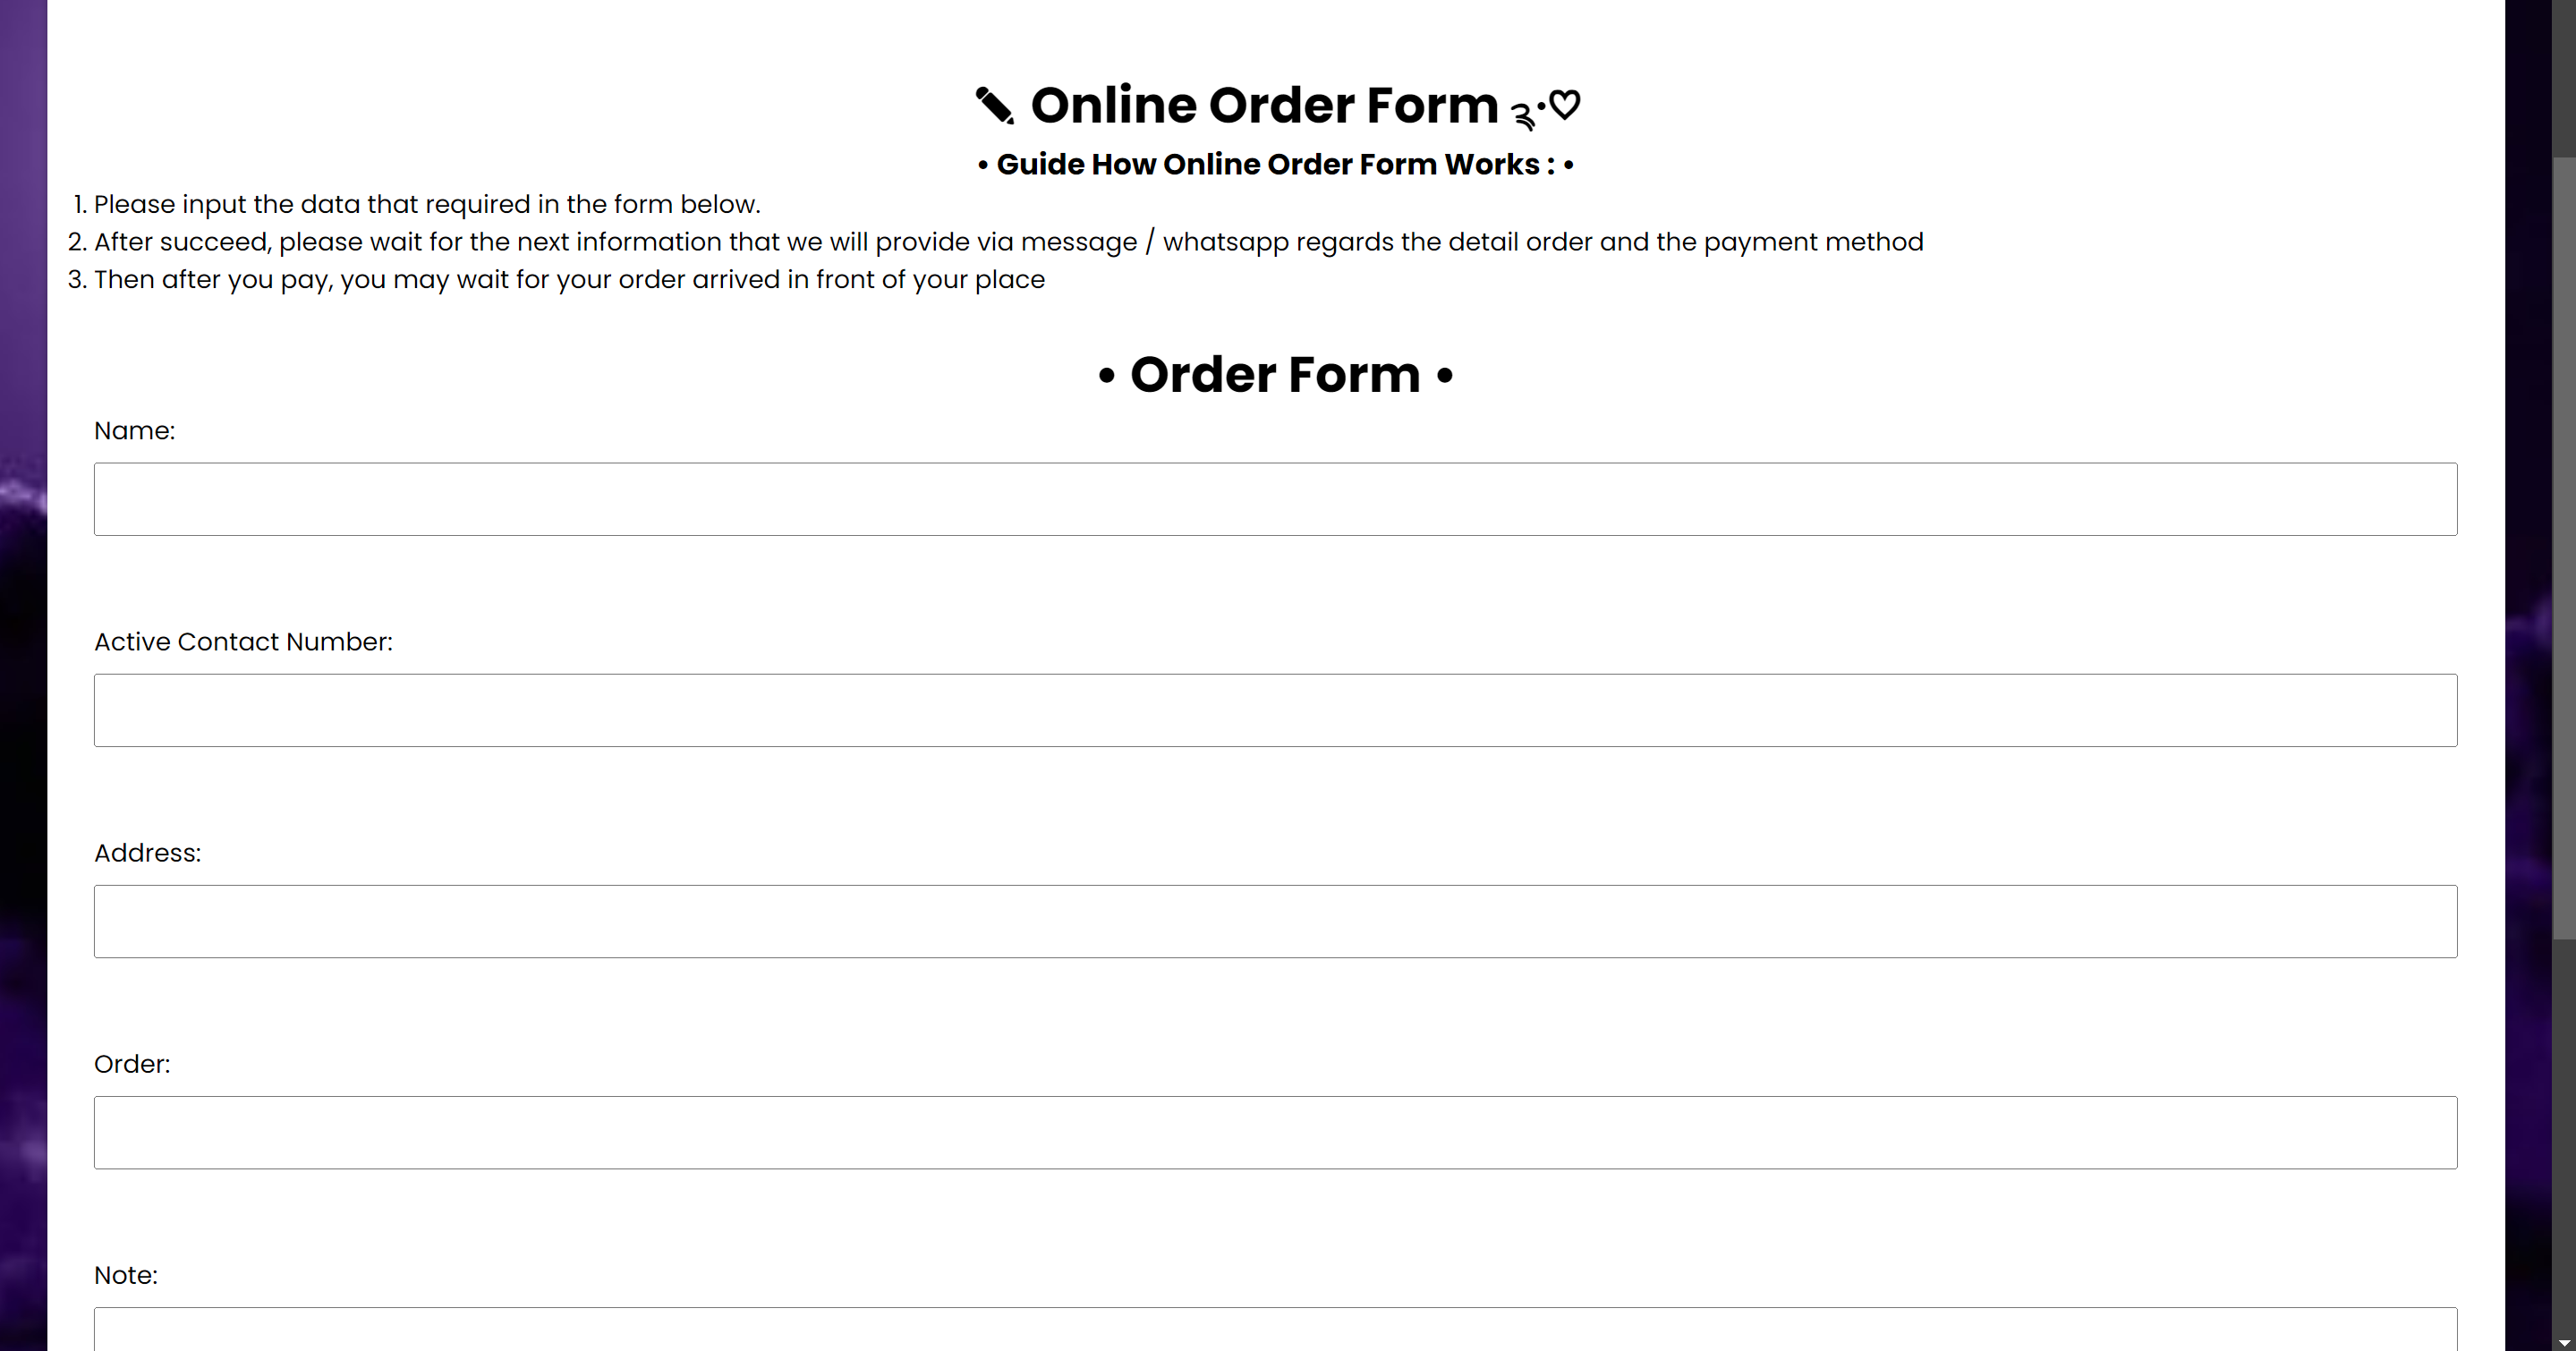 ✏ Online Order Form ༉‧♡
• Guide How Online Order Form Works : •
1. Please input the data that required in the form below.
2. After succeed, please wait for the next information that we will provide via message / whatsapp regards the detail order and the payment method
3. Then after you pay, you may wait for your order arrived in front of your place
• Order Form •
Name:
Active Contact Number:
Address:
Order:
Note: